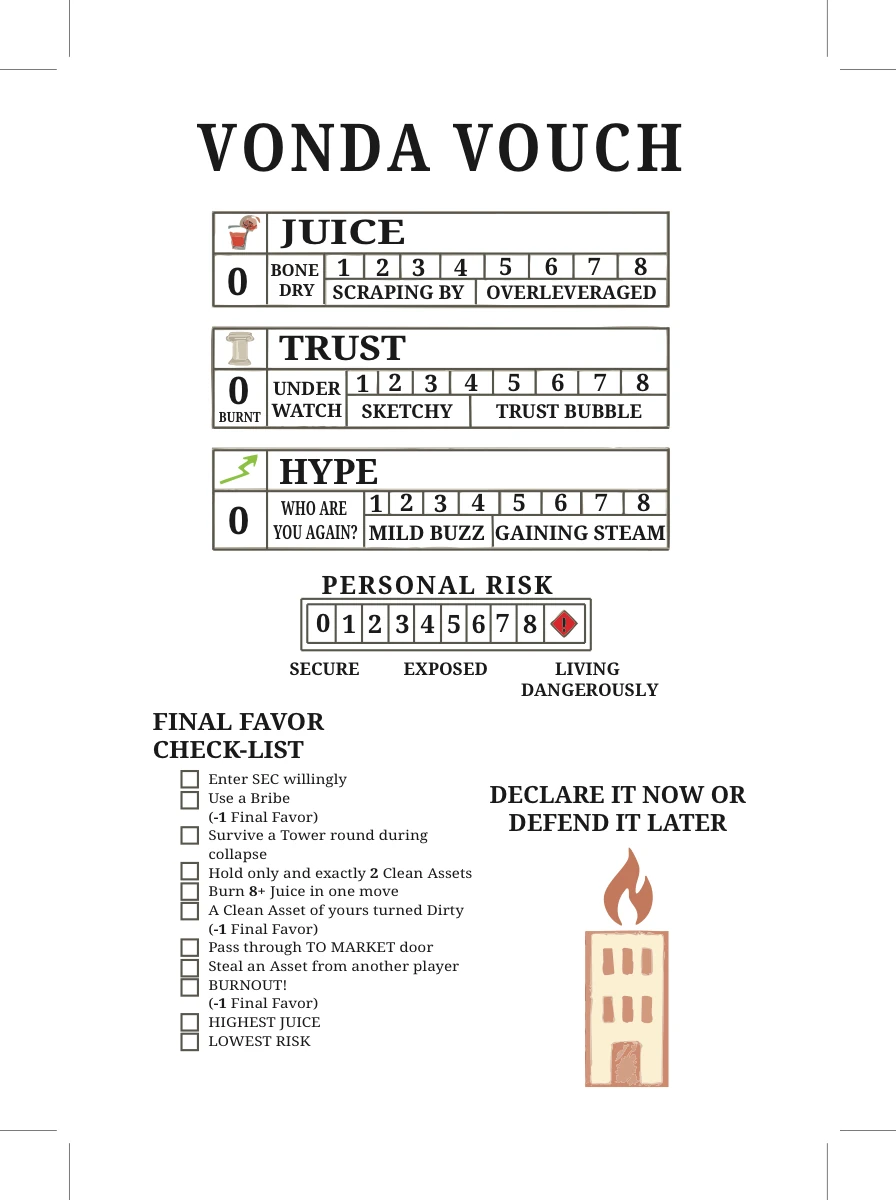 VONDA VOUCH
JUICE
0 BONE DRY 1 2 3 4 5 6 7 8
SCRAPING BY OVERLEVERAGED
TRUST
0 BURNT UNDER WATCH 1 2 3 4 5 6 7 8
SKETCHY TRUST BUBBLE
HYPE
0 WHO ARE YOU AGAIN? 1 2 3 4 5 6 7 8
MILD BUZZ GAINING STEAM
PERSONAL RISK
0 1 2 3 4 5 6 7 8 !
SECURE EXPOSED LIVING
DANGEROUSLY
FINAL FAVOR
CHECK-LIST
Enter SEC willingly
Use a Bribe
(-1 Final Favor)
Survive a Tower round during
collapse
Hold only and exactly 2 Clean Assets
Burn 8+ Juice in one move
A Clean Asset of yours turned Dirty
(-1 Final Favor)
Pass through TO MARKET door
Steal an Asset from another player
BURNOUT!
(-1 Final Favor)
HIGHEST JUICE
LOWEST RISK
DECLARE IT NOW OR
DEFEND IT LATER